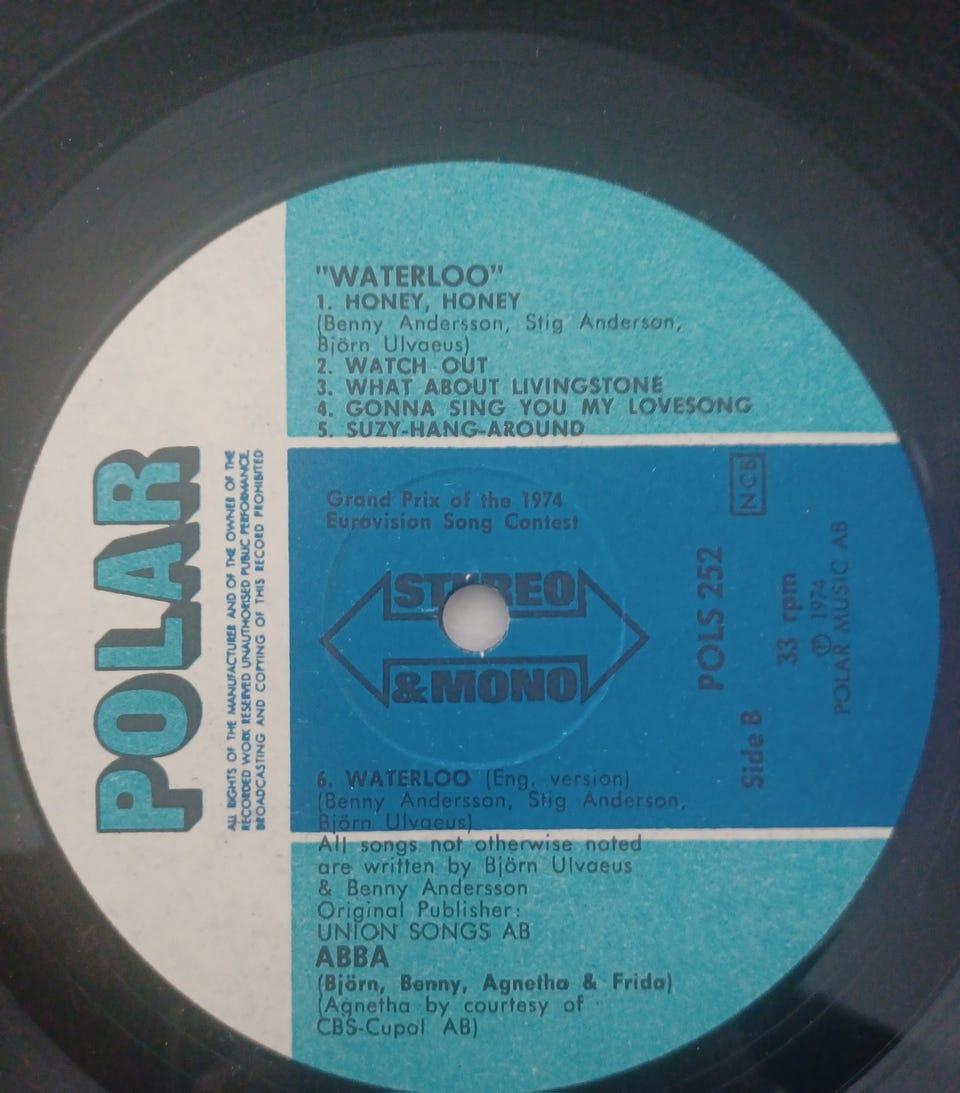 "WATERLOO"
1. HONEY, HONEY
(Benny Andersson, Stig Anderson,
Björn Ulvaeus)
2. WATCH OUT
3. WHAT ABOUT LIVINGSTONE
4. GONNA SING YOU MY LOVESONG
5. SUZY-HANG-AROUND
Grand Prix of the 1974
Eurovision Song Contest
STEREO
&MONO
6. WATERLOO (Eng. version)
(Benny Andersson, Stig Anderson,
Björn Ulvaeus)
All songs not otherwise noted
are written by Björn Ulvaeus
& Benny Andersson
Original Publisher:
UNION SONGS AB
ABBA
(Björn, Benny, Agnetha & Frida)
(Agnetha by courtesy of
CBS-Cupol AB)
POLAR
ALL RIGHTS OF THE MANUFACTURER AND OF THE OWNER OF THE
RECORDED WORK RESERVED UNAUTHORISED PUBLIC PERFORMANCE,
BROADCASTING AND COPYING OF THIS RECORD PROHIBITED
NCB
POLS 252
Side B
33 rpm
℗ 1974
POLAR MUSIC AB